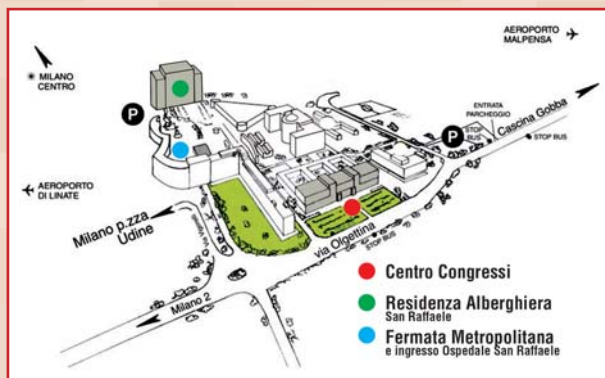 AEROPORTO
MALPENSA
MILANO
CENTRO
P
ENTRATA
PARCHEGGIO
P
STOP
BUS
Cascina Gobba
STOP BUS
AEROPORTO
DI LINATE
Milano p.zza
Udine
via Olgettina
STOP BUS
Milano 2
Centro Congressi
Residenza Alberghiera
San Raffaele
Fermata Metropolitana
e ingresso Ospedale San Raffaele